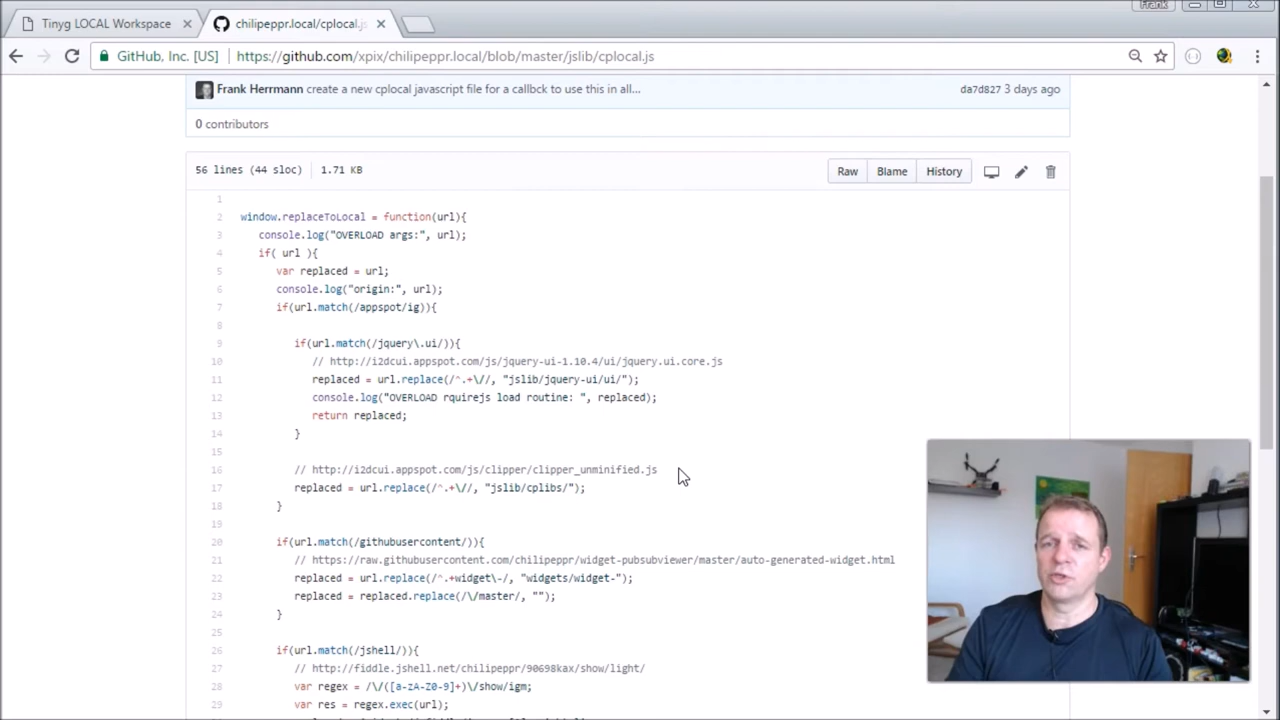 Frank
Tinyg LOCAL Workspace
chilipeppr.local/cplocal.js
GitHub, Inc. [US]
https://github.com/xpix/chilipeppr.local/blob/master/jslib/cplocal.js
Frank Herrmann create a new cplocal javascript file for a callbck to use this in all...
da7d827 3 days ago
0 contributors
56 lines (44 sloc) 1.71 KB
Raw Blame History
1
2 window.replaceToLocal = function(url){
3 console.log("OVERLOAD args:", url);
4 if( url ){
5 var replaced = url;
6 console.log("origin:", url);
7 if(url.match(/appspot/ig)){
8
9 if(url.match(/jquery\.ui/)){
10 // http://i2dcui.appspot.com/js/jquery-ui-1.10.4/ui/jquery.ui.core.js
11 replaced = url.replace(/^.+\//, "jslib/jquery-ui/ui/");
12 console.log("OVERLOAD rquirejs load routine: ", replaced);
13 return replaced;
14 }
15
16 // http://i2dcui.appspot.com/js/clipper/clipper_unminified.js
17 replaced = url.replace(/^.+\//, "jslib/cplibs/");
18 }
19
20 if(url.match(/githubusercontent/)){
21 // https://raw.githubusercontent.com/chilipeppr/widget-pubsubviewer/master/auto-generated-widget.html
22 replaced = url.replace(/^.+widget\-/, "widgets/widget-");
23 replaced = replaced.replace(/\/master/, "");
24 }
25
26 if(url.match(/jshell/)){
27 // http://fiddle.jshell.net/chilipeppr/90698kax/show/light/
28 var regex = /\/([a-zA-Z0-9]+)\/show/igm;
29 var res = regex.exec(url);